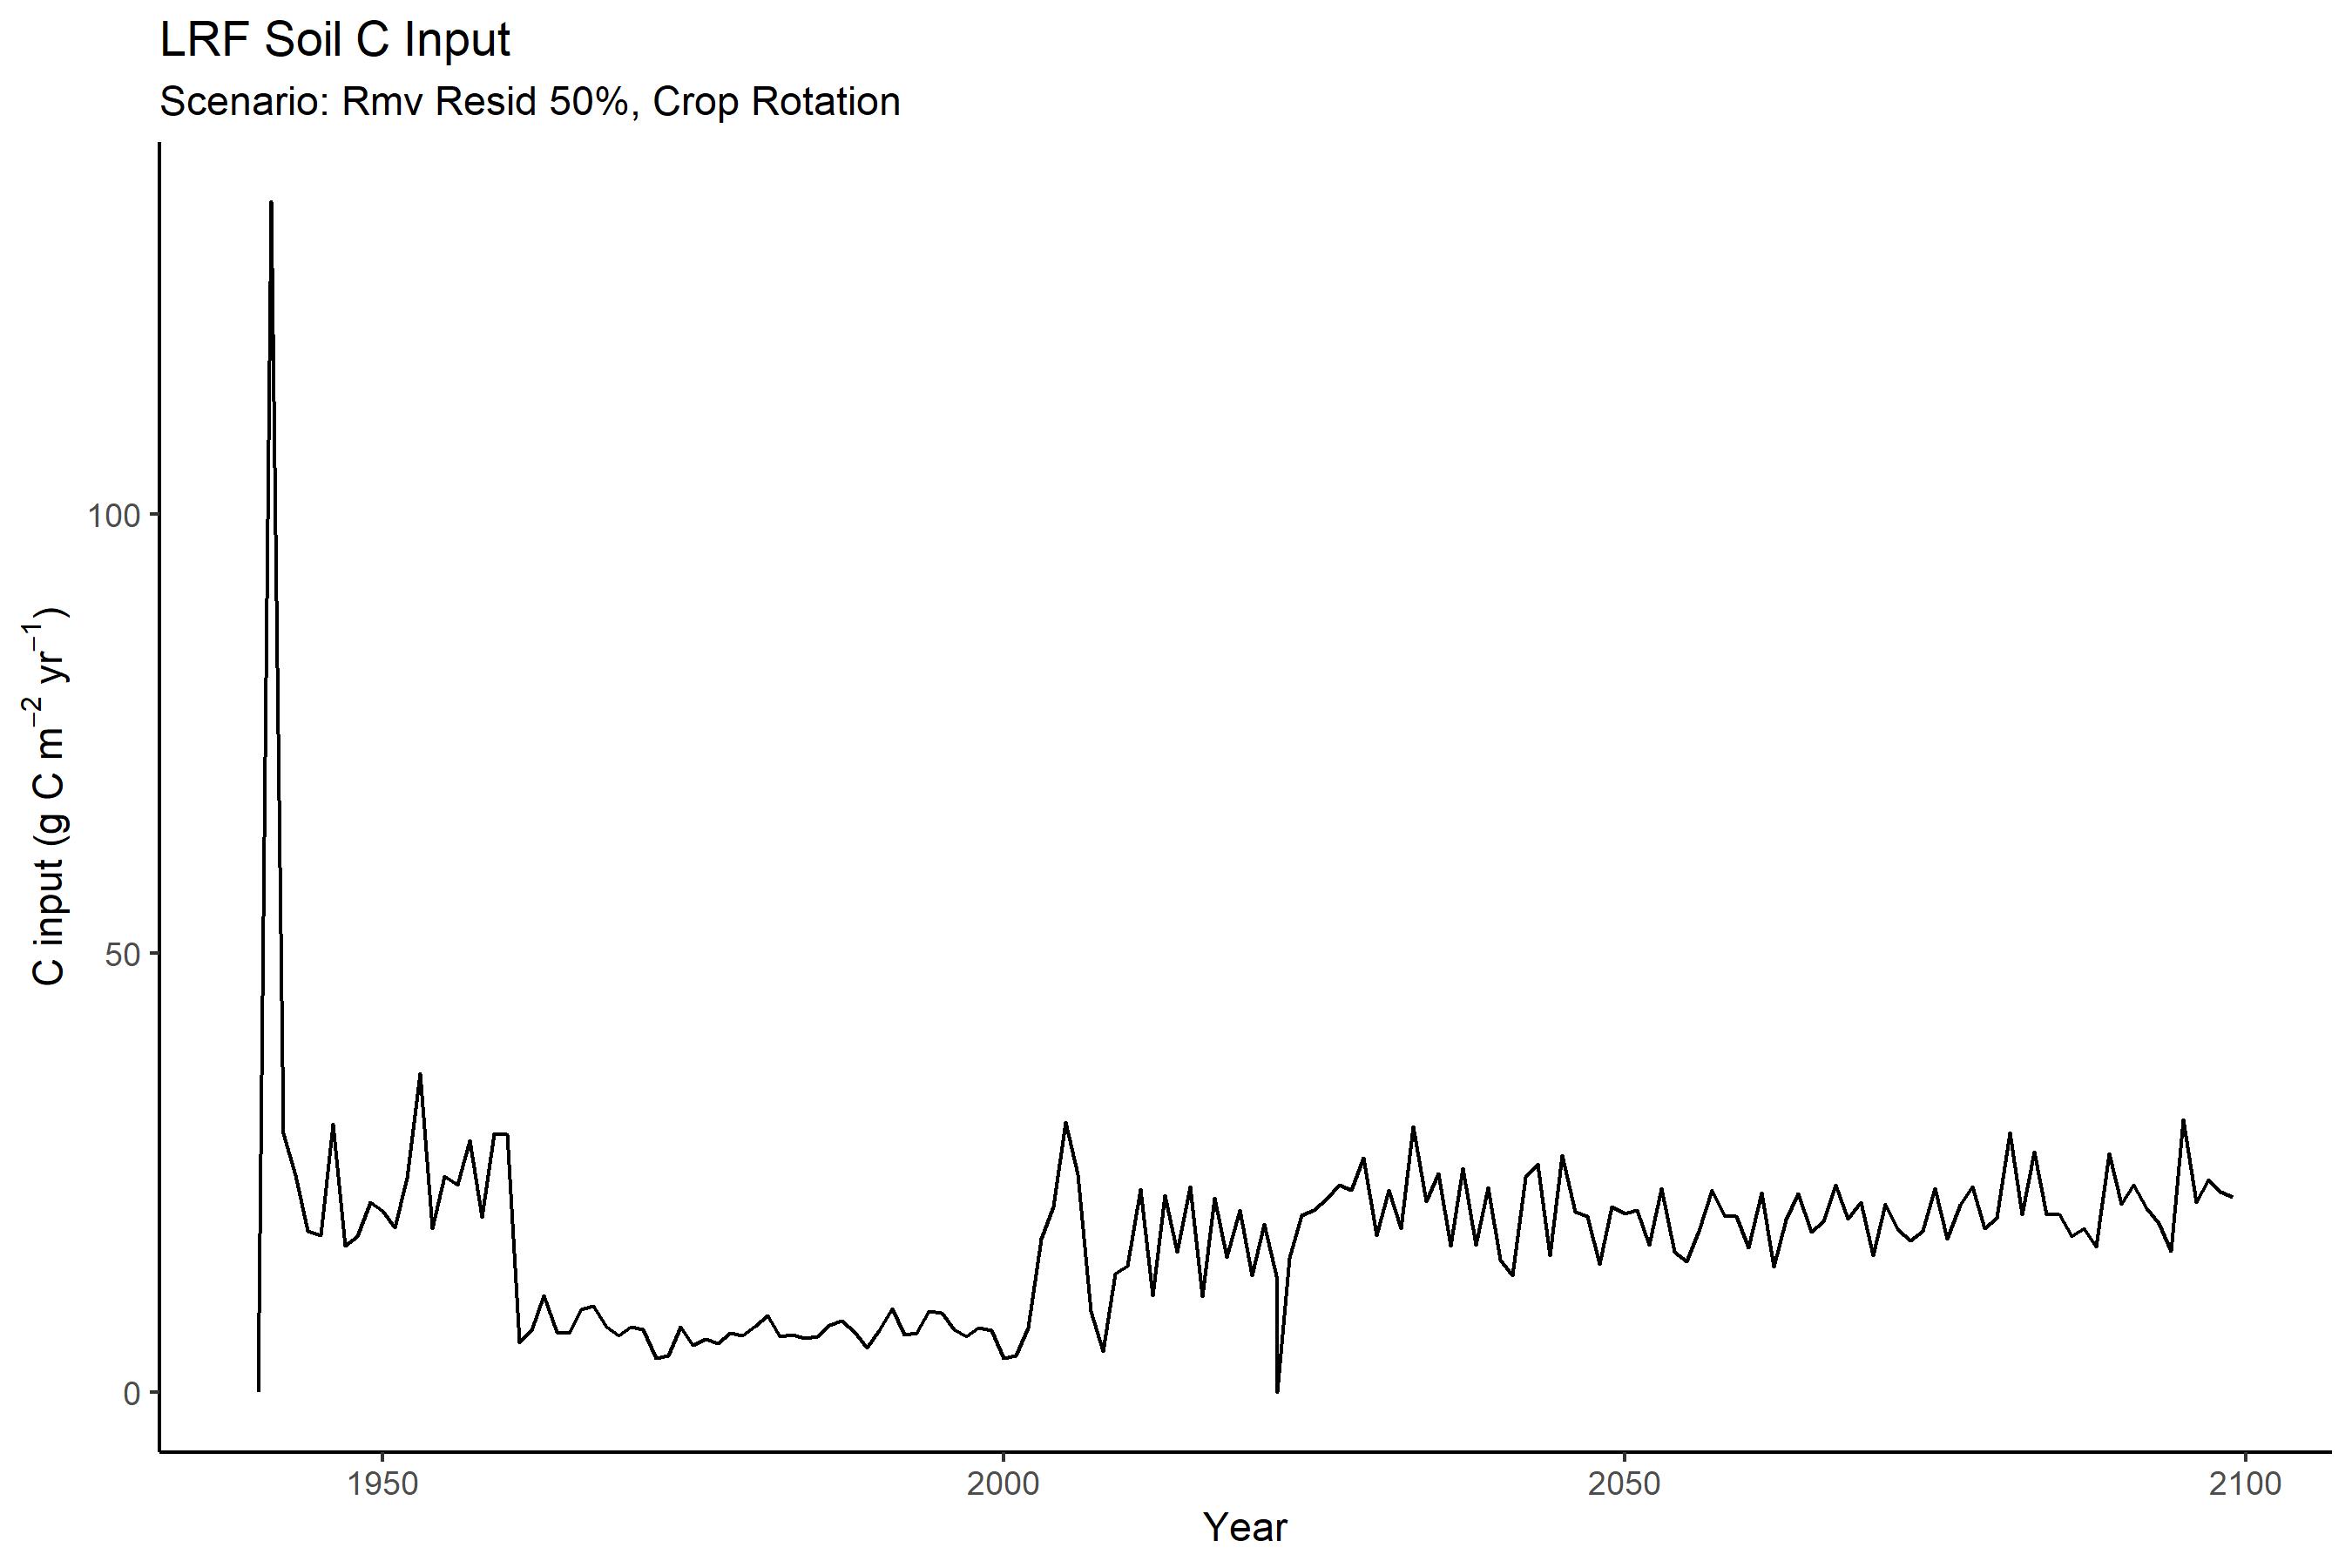 LRF Soil C Input
Scenario: Rmv Resid 50%, Crop Rotation
C input (g C m⁻² yr⁻¹)
100
50
0
1950 2000 2050 2100
Year